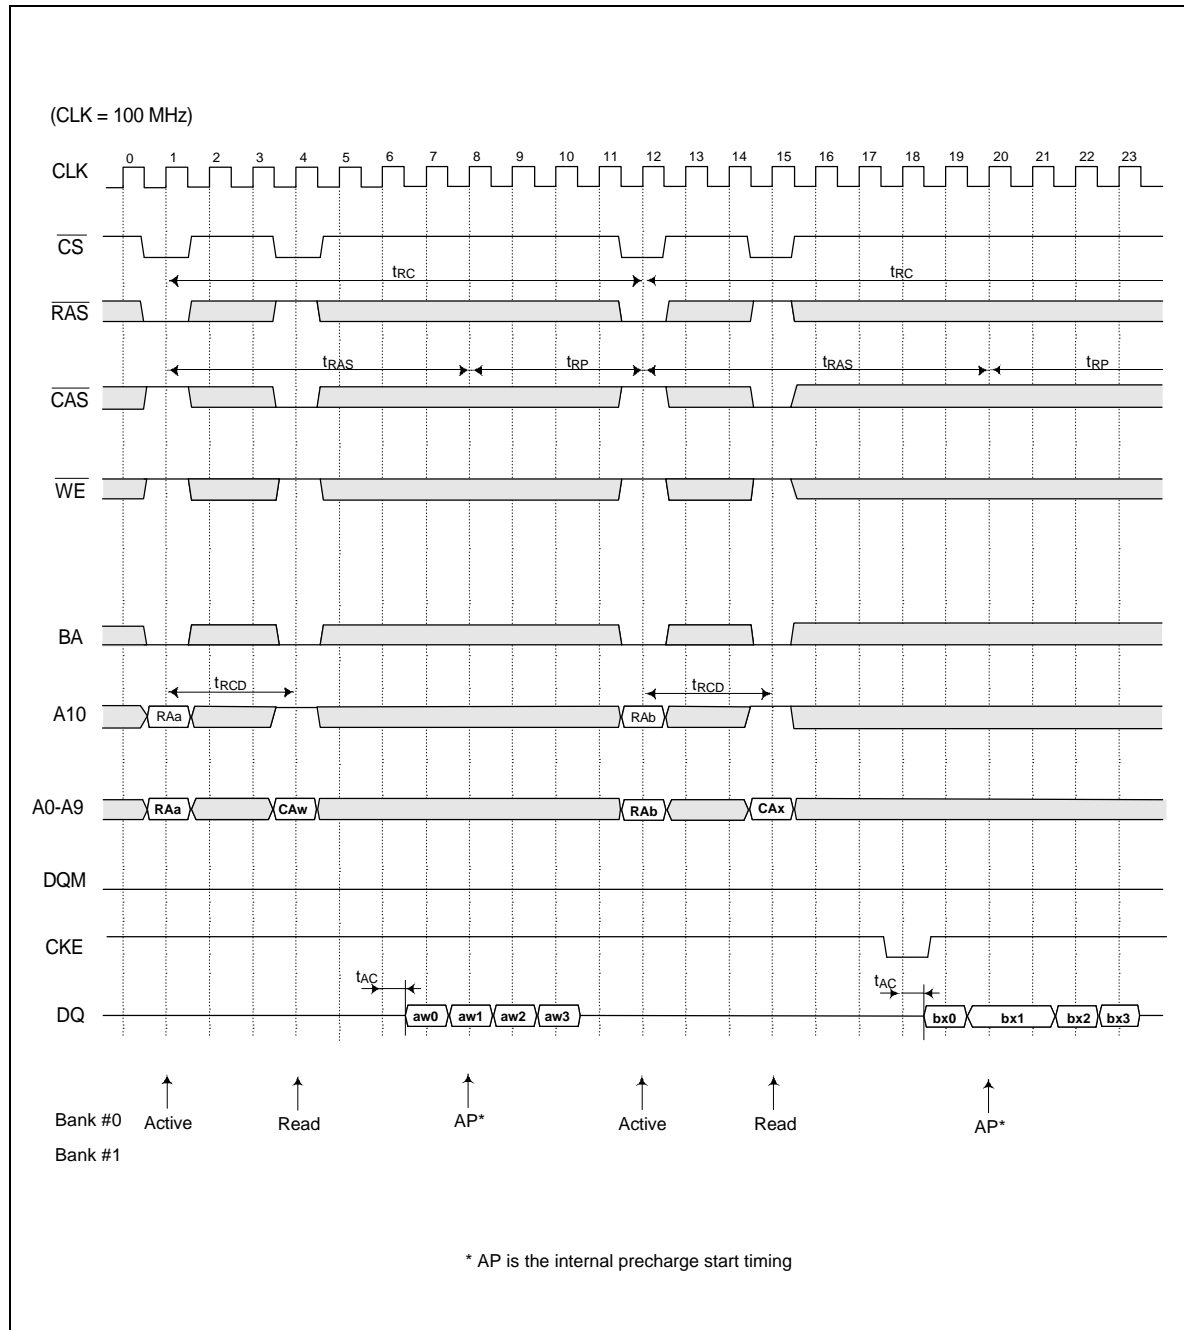 (CLK = 100 MHz)
0 1 2 3 4 5 6 7 8 9 10 11 12 13 14 15 16 17 18 19 20 21 22 23
CLK
CS
tRC tRC
RAS
tRAS tRP tRAS tRP
CAS
WE
BA
tRCD tRCD
A10 RAa RAb
A0-A9 RAa CAw RAb CAx
DQM
CKE
tAC tAC
DQ aw0 aw1 aw2 aw3 bx0 bx1 bx2 bx3
Bank #0 Active Read AP* Active Read AP*
Bank #1
* AP is the internal precharge start timing